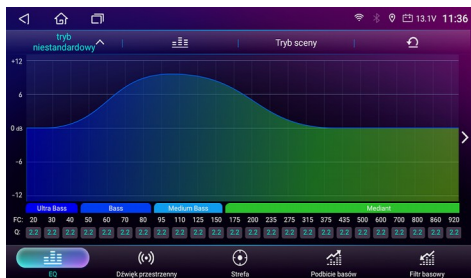 13.1V 11:36
tryb
niestandardowy
Tryb sceny
+12
6
0 dB
-6
-12
Ultra Bass Bass Medium Bass Mediant
FC: 20 30 40 50 60 70 80 95 110 125 150 175 200 235 275 315 375 435 500 600 700 800 860 920
Q: 2.2 2.2 2.2 2.2 2.2 2.2 2.2 2.2 2.2 2.2 2.2 2.2 2.2 2.2 2.2 2.2 2.2 2.2 2.2 2.2 2.2 2.2 2.2 2.2
EQ Dźwięk przestrzenny Strefa Podbicie basów Filtr basowy